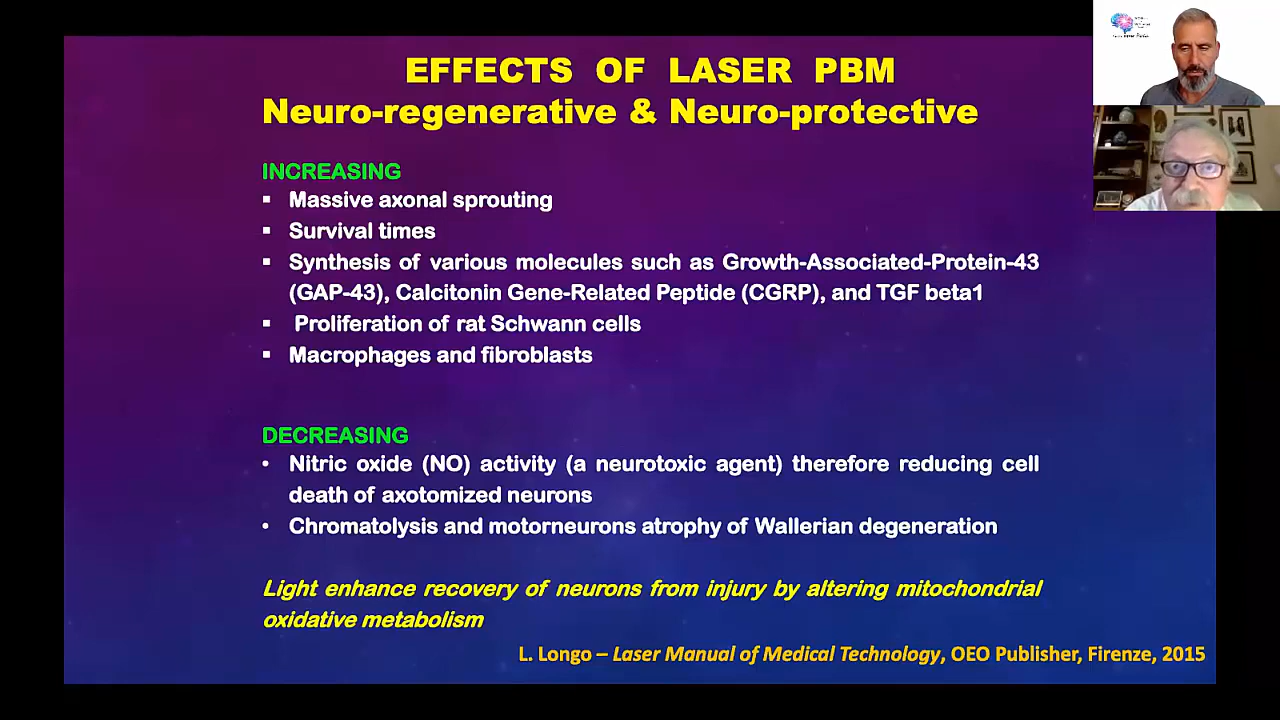 EFFECTS OF LASER PBM
Neuro-regenerative & Neuro-protective
INCREASING
▪ Massive axonal sprouting
▪ Survival times
▪ Synthesis of various molecules such as Growth-Associated-Protein-43
(GAP-43), Calcitonin Gene-Related Peptide (CGRP), and TGF beta1
▪ Proliferation of rat Schwann cells
▪ Macrophages and fibroblasts
DECREASING
• Nitric oxide (NO) activity (a neurotoxic agent) therefore reducing cell
death of axotomized neurons
• Chromatolysis and motorneurons atrophy of Wallerian degeneration
Light enhance recovery of neurons from injury by altering mitochondrial
oxidative metabolism
L. Longo – Laser Manual of Medical Technology, OEO Publisher, Firenze, 2015